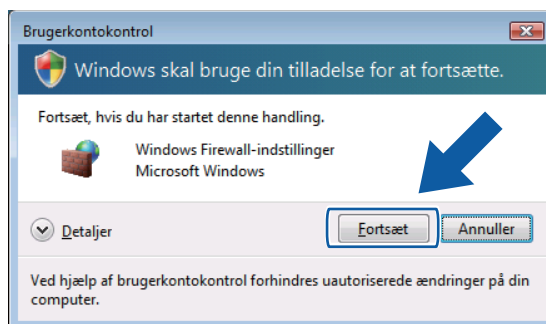 Brugerkontokontrol
Windows skal bruge din tilladelse for at fortsætte.
Fortsæt, hvis du har startet denne handling.
Windows Firewall-indstillinger
Microsoft Windows
Detaljer
Fortsæt
Annuller
Ved hjælp af brugerkontokontrol forhindres uautoriserede ændringer på din
computer.